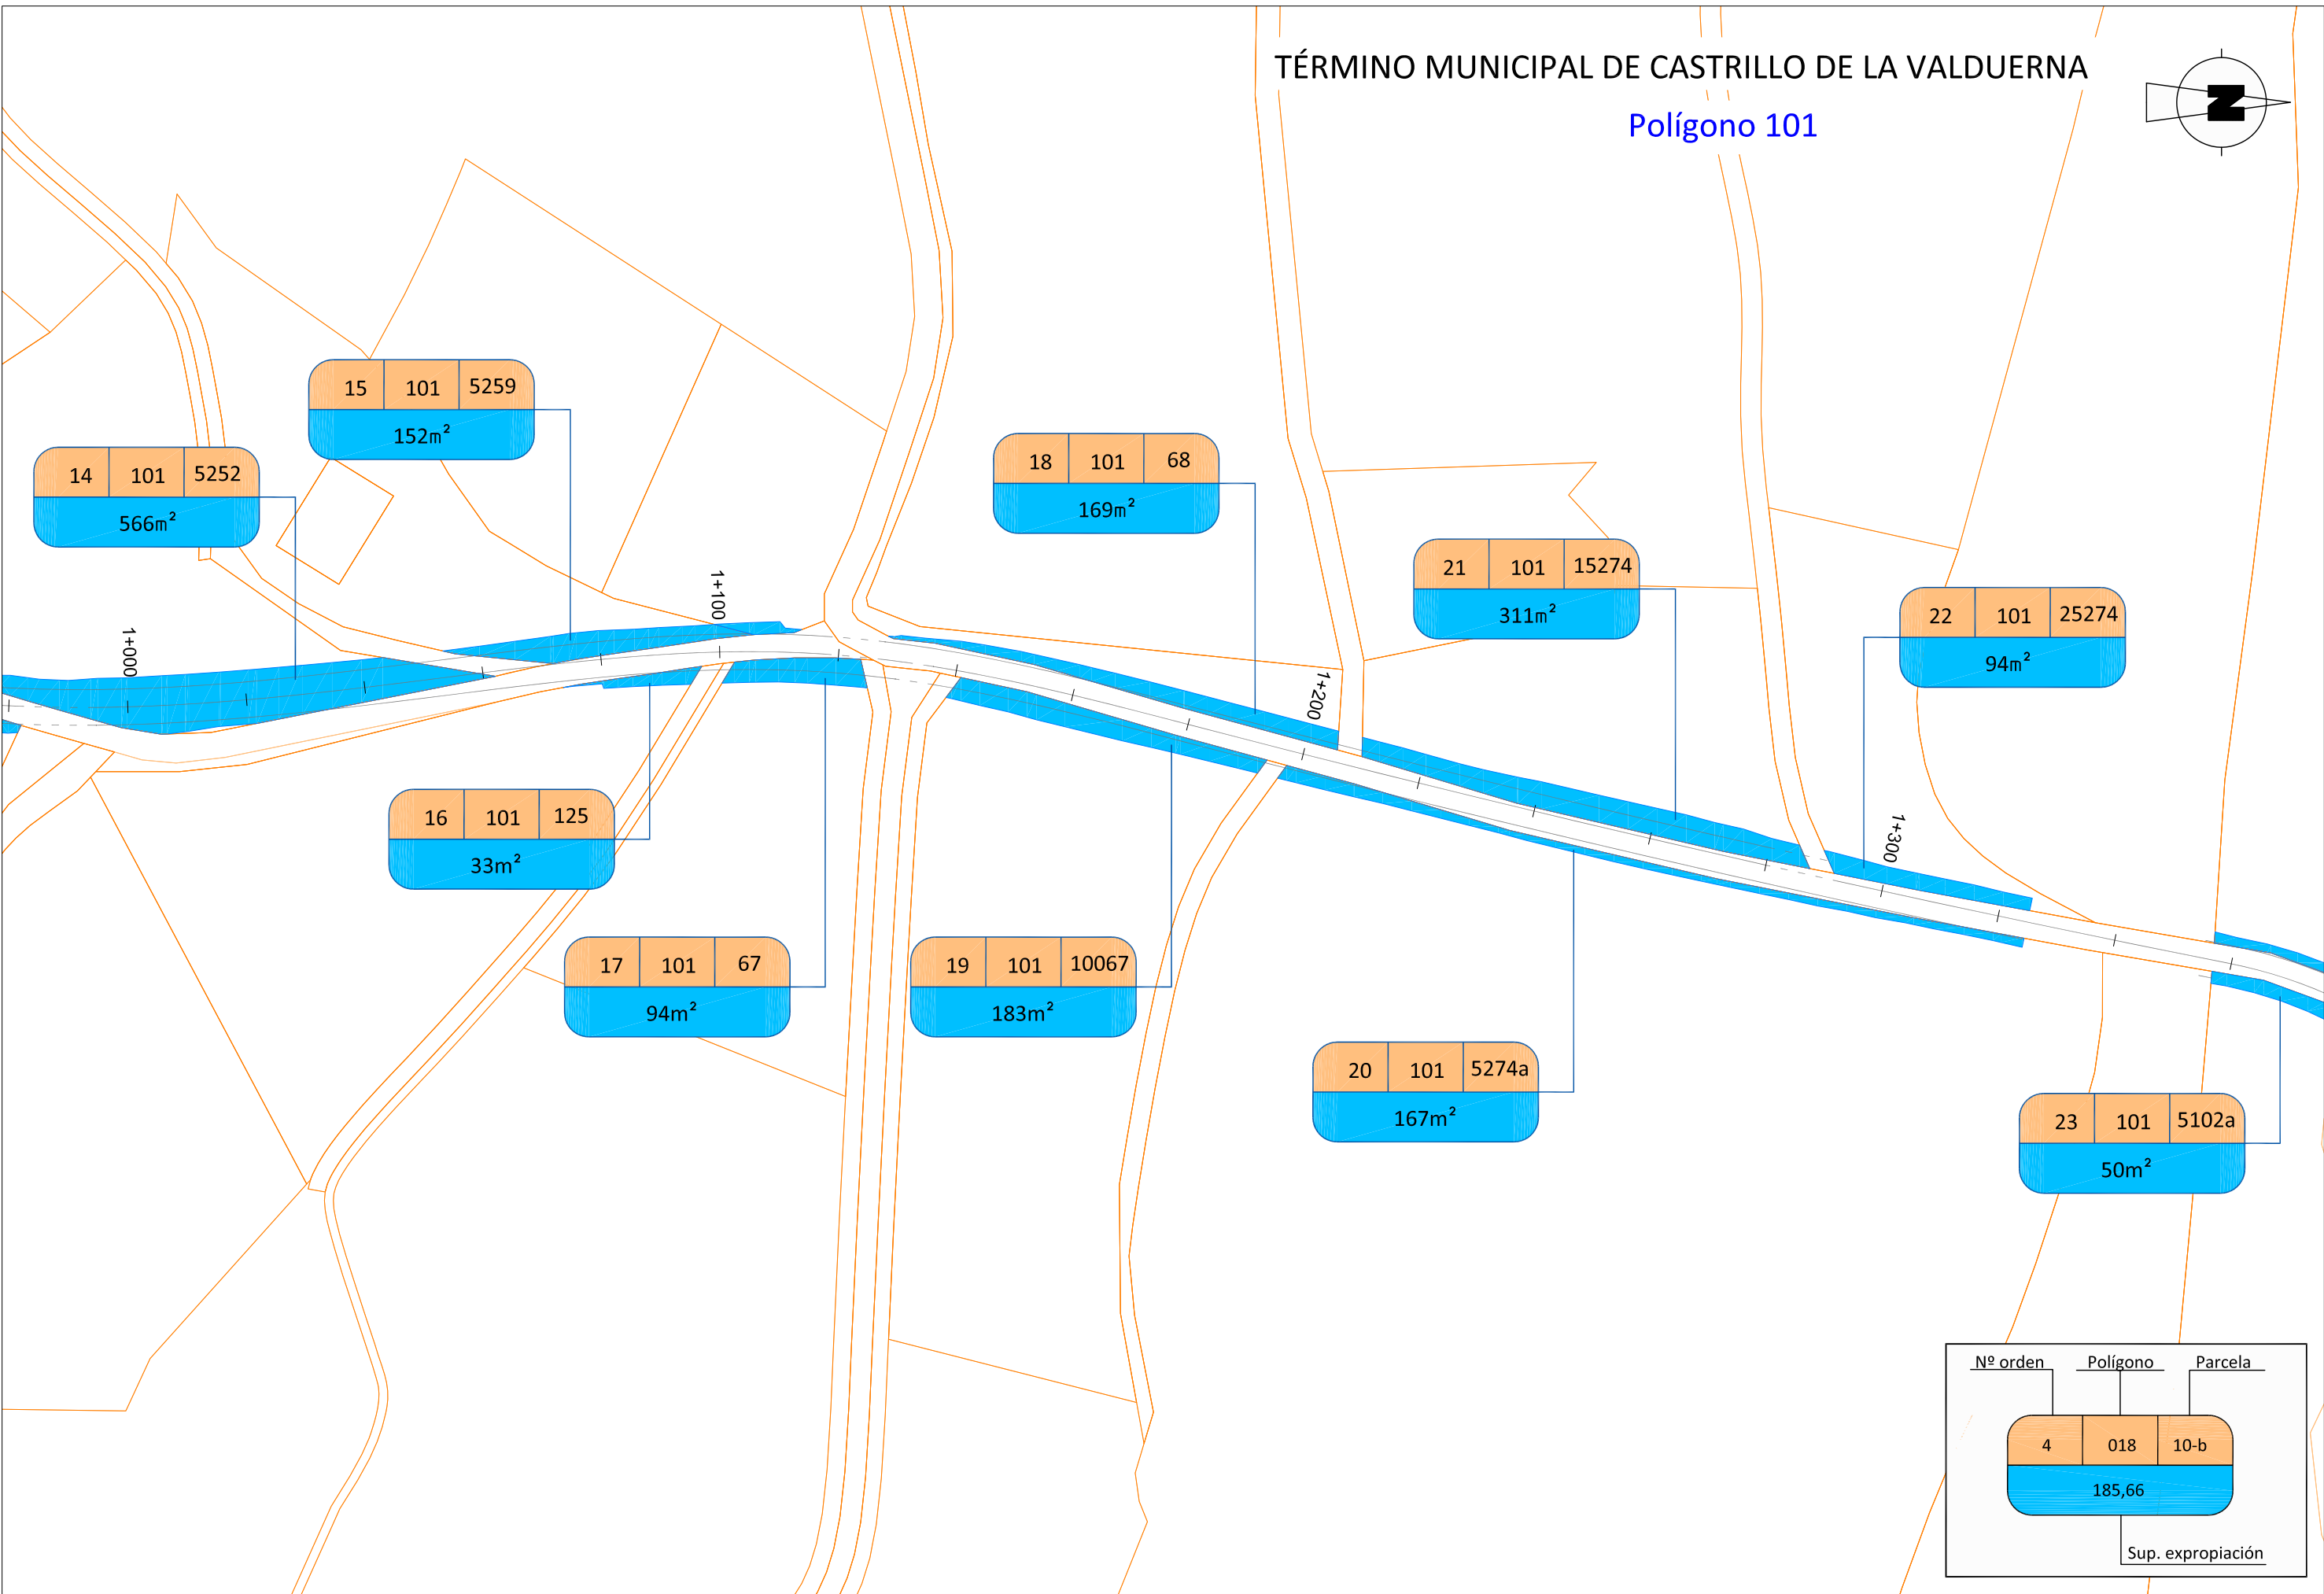 TÉRMINO MUNICIPAL DE CASTRILLO DE LA VALDUERNA
Polígono 101
N
15 101 5259
152m²
14 101 5252
566m²
18 101 68
169m²
21 101 15274
311m²
22 101 25274
94m²
1+000
1+100
1+200
1+300
16 101 125
33m²
17 101 67
94m²
19 101 10067
183m²
20 101 5274a
167m²
23 101 5102a
50m²
Nº orden Polígono Parcela
4 018 10-b
185,66
Sup. expropiación